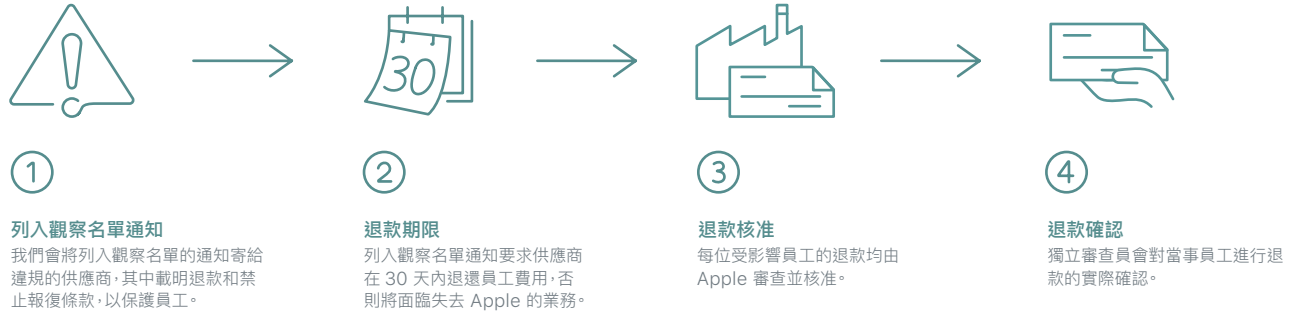 30
1
列入觀察名單通知
我們會將列入觀察名單的通知寄給
違規的供應商，其中載明退款和禁
止報復條款，以保護員工。
2
退款期限
列入觀察名單通知要求供應商
在 30 天內退還員工費用，否
則將面臨失去 Apple 的業務。
3
退款核准
每位受影響員工的退款均由
Apple 審查並核准。
4
退款確認
獨立審查員會對當事員工進行退
款的實際確認。